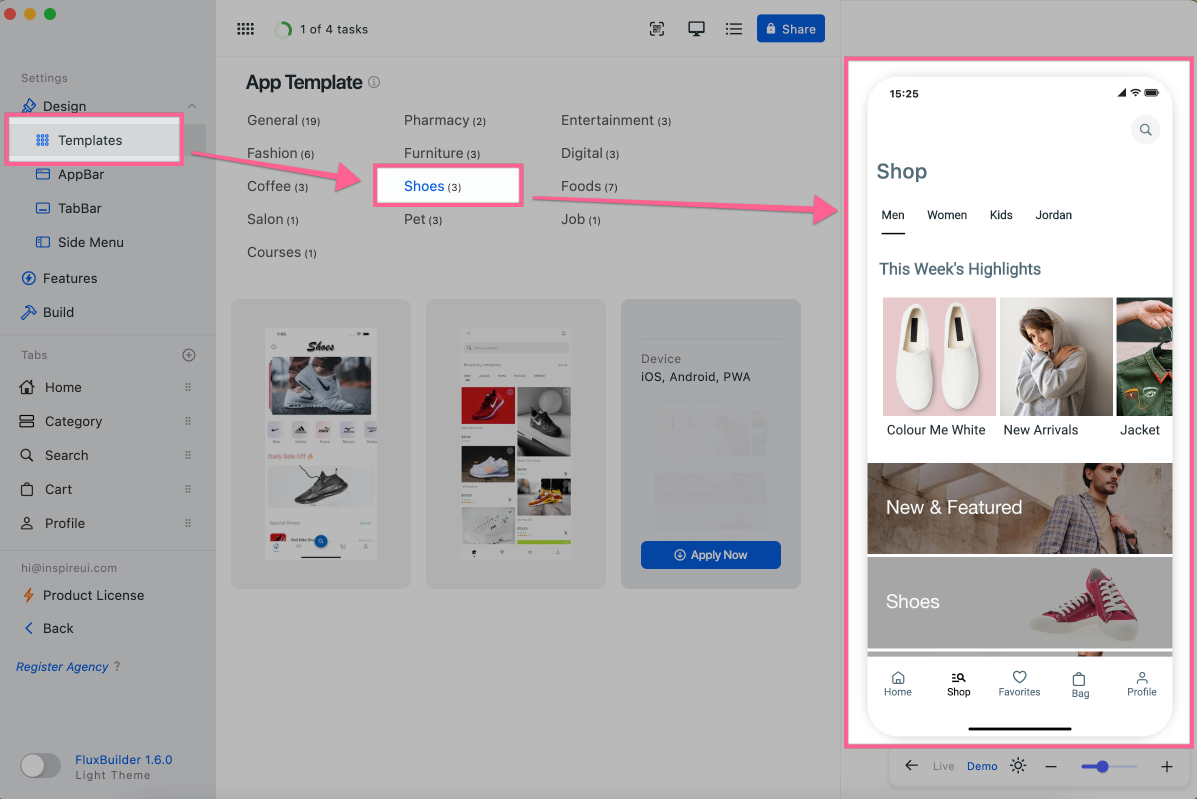 1 of 4 tasks
Share
Settings
Design
Templates
AppBar
TabBar
Side Menu
Features
Build
Tabs
Home
Category
Search
Cart
Profile
hi@inspireui.com
Product License
Back
Register Agency ?
FluxBuilder 1.6.0
Light Theme
App Template
General (19)
Pharmacy (2)
Entertainment (3)
Fashion (6)
Furniture (3)
Digital (3)
Coffee (3)
Shoes (3)
Foods (7)
Salon (1)
Pet (3)
Job (1)
Courses (1)
Shoes
Daily Sale Off
Special Shoes
Device
iOS, Android, PWA
Apply Now
15:25
Shop
Men Women Kids Jordan
This Week's Highlights
Colour Me White
New Arrivals
Jacket
New & Featured
Shoes
Home
Shop
Favorites
Bag
Profile
Live Demo